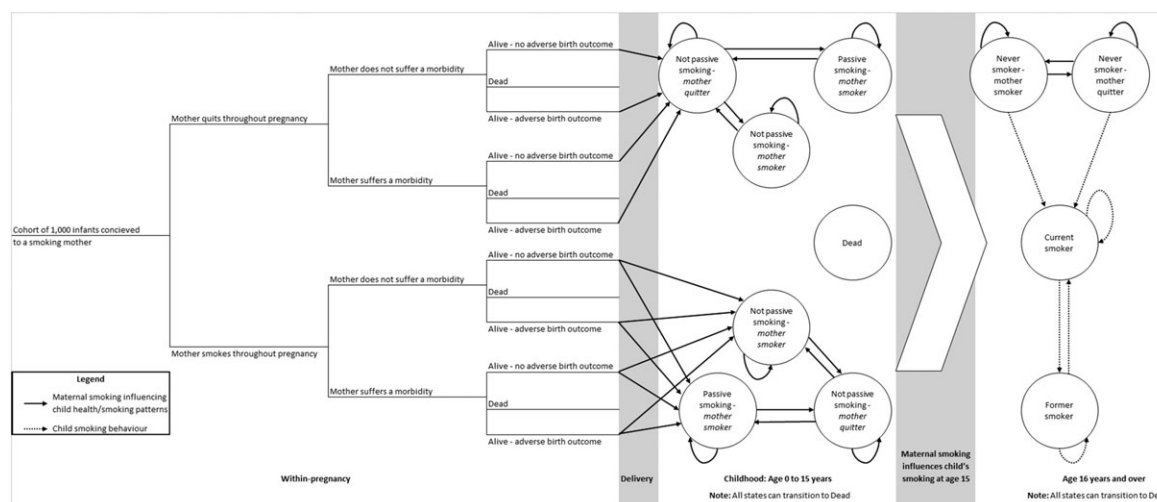 Alive - no adverse birth outcome
Mother does not suffer a morbidity
Dead
Alive - adverse birth outcome
Mother quits throughout pregnancy
Alive - no adverse birth outcome
Mother suffers a morbidity
Dead
Alive - adverse birth outcome
Cohort of 1,000 infants concieved
to a smoking mother
Alive - no adverse birth outcome
Mother does not suffer a morbidity
Dead
Alive - adverse birth outcome
Mother smokes throughout pregnancy
Alive - no adverse birth outcome
Mother suffers a morbidity
Dead
Alive - adverse birth outcome
Legend
Maternal smoking influencing
child health/smoking patterns
Child smoking behaviour
Within-pregnancy
Delivery
Not passive
smoking -
mother
quitter
Passive
smoking -
mother
smoker
Not passive
smoking -
mother
smoker
Dead
Not passive
smoking -
mother
smoker
Passive
smoking -
mother
smoker
Not passive
smoking -
mother
quitter
Childhood: Age 0 to 15 years
Note: All states can transition to Dead
Maternal smoking
influences child's
smoking at age 15
Never
smoker -
mother
smoker
Never
smoker -
mother
quitter
Current
smoker
Former
smoker
Age 16 years and over
Note: All states can transition to De